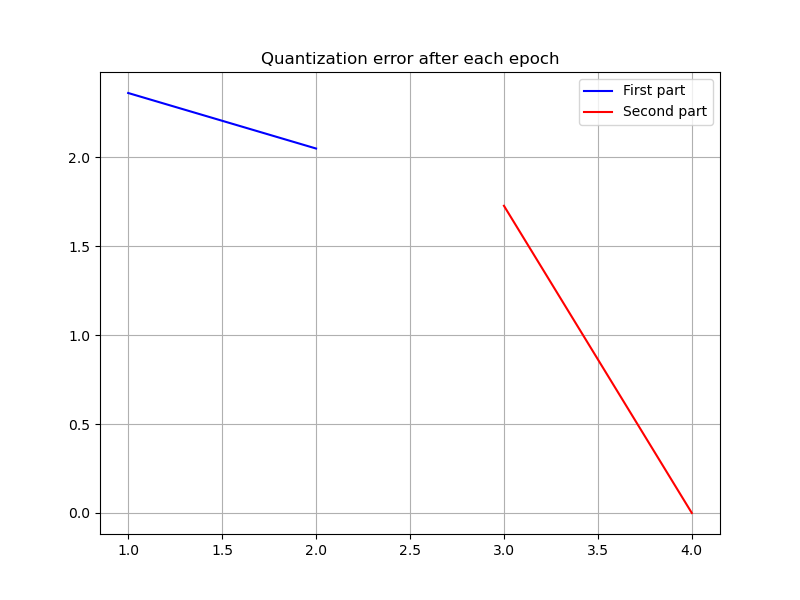 Quantization error after each epoch
First part
Second part
2.0
1.5
1.0
0.5
0.0
1.0 1.5 2.0 2.5 3.0 3.5 4.0